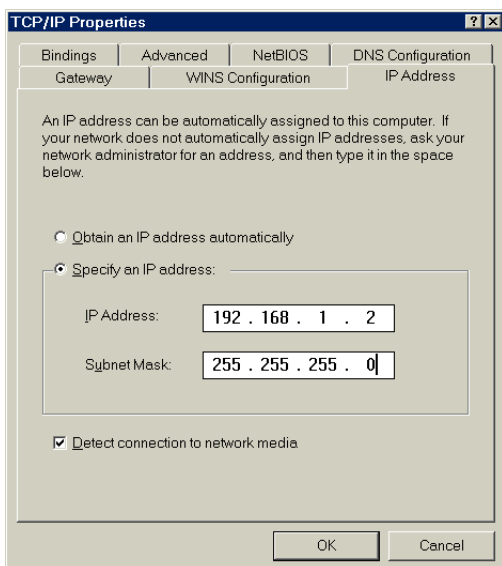 TCP/IP Properties
Bindings Advanced NetBIOS DNS Configuration
Gateway WINS Configuration IP Address
An IP address can be automatically assigned to this computer. If
your network does not automatically assign IP addresses, ask your
network administrator for an address, and then type it in the space
below.
Obtain an IP address automatically
Specify an IP address:
IP Address: 192 . 168 . 1 . 2
Subnet Mask: 255 . 255 . 255 . 0
Detect connection to network media
OK Cancel